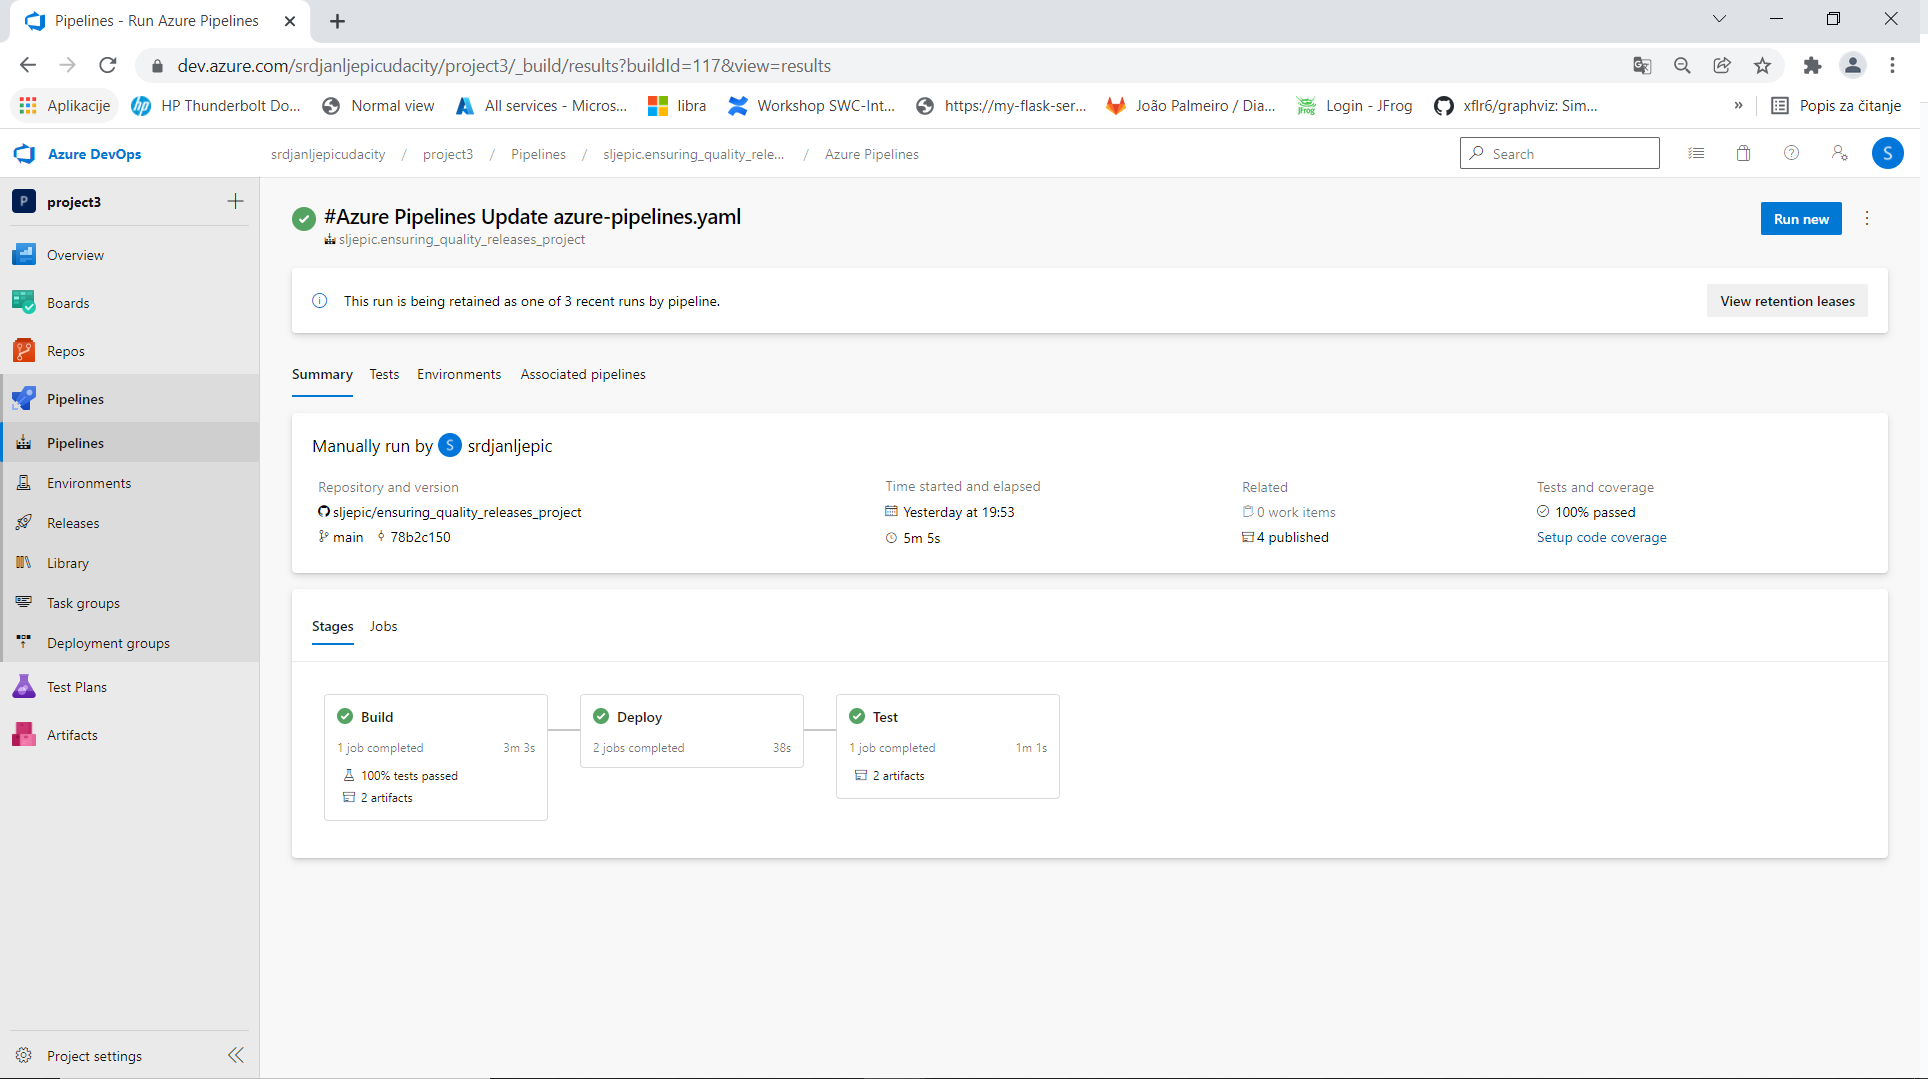 Pipelines - Run Azure Pipelines
dev.azure.com/srdjanljepicudacity/project3/_build/results?buildId=117&view=results
Aplikacije
HP Thunderbolt Do...
Normal view
All services - Micros...
libra
Workshop SWC-Int...
https://my-flask-ser...
João Palmeiro / Dia...
Login - JFrog
xflr6/graphviz: Sim...
»
Popis za čitanje
Azure DevOps
srdjanljepicudacity / project3 / Pipelines / sljepic.ensuring_quality_rele... / Azure Pipelines
Search
S
P project3
Overview
Boards
Repos
Pipelines
Pipelines
Environments
Releases
Library
Task groups
Deployment groups
Test Plans
Artifacts
Project settings
#Azure Pipelines Update azure-pipelines.yaml
sljepic.ensuring_quality_releases_project
Run new
This run is being retained as one of 3 recent runs by pipeline.
View retention leases
Summary Tests Environments Associated pipelines
Manually run by S srdjanljepic
Repository and version
sljepic/ensuring_quality_releases_project
main 78b2c150
Time started and elapsed
Yesterday at 19:53
5m 5s
Related
0 work items
4 published
Tests and coverage
100% passed
Setup code coverage
Stages Jobs
Build
1 job completed 3m 3s
100% tests passed
2 artifacts
Deploy
2 jobs completed 38s
Test
1 job completed 1m 1s
2 artifacts